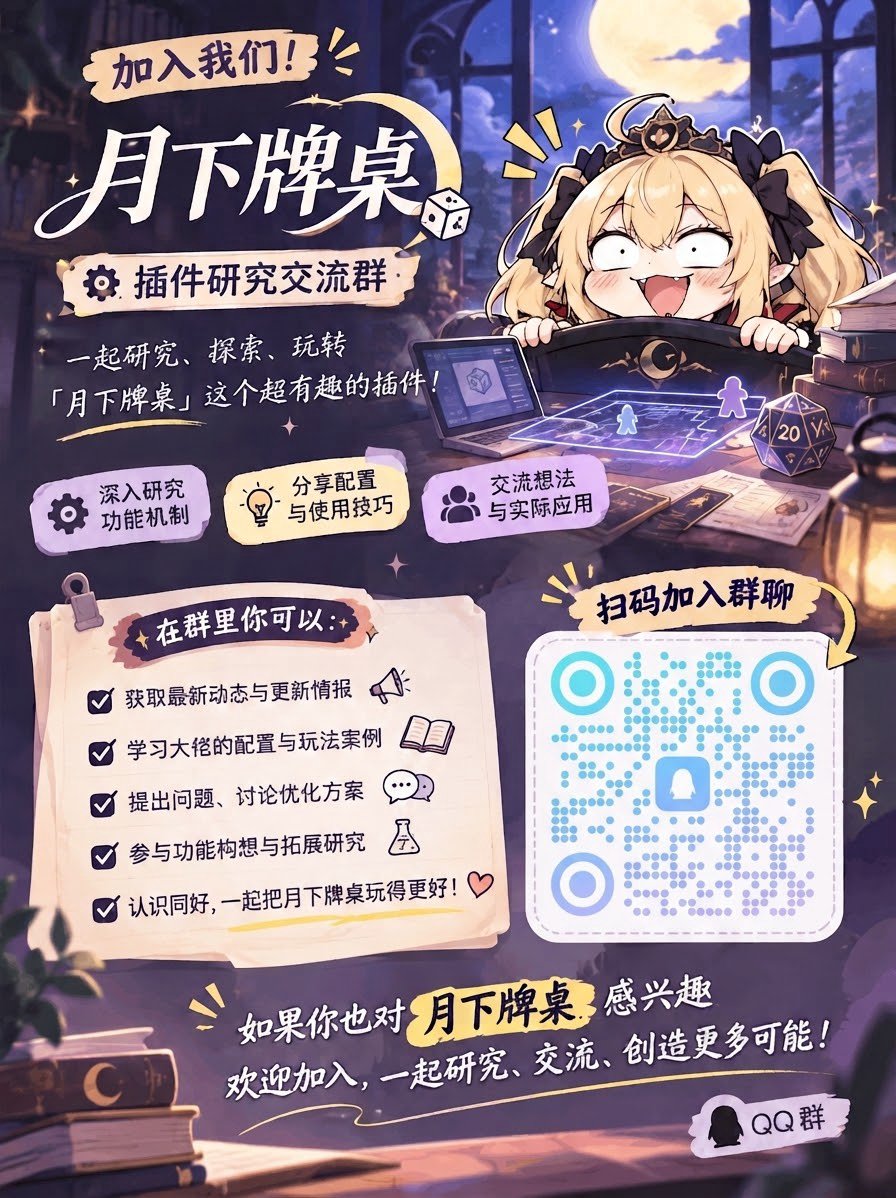 加入我们!
月下牌桌
插件研究交流群
一起研究、探索、玩转
「月下牌桌」这个超有趣的插件!
深入研究
功能机制
分享配置
与使用技巧
交流想法
与实际应用
20
在群里你可以:
获取最新动态与更新情报
学习大佬的配置与玩法案例
提出问题、讨论优化方案
参与功能构想与拓展研究
认识同好,一起把月下牌桌玩得更好!
扫码加入群聊
如果你也对 月下牌桌 感兴趣
欢迎加入,一起研究、交流、创造更多可能!
QQ群